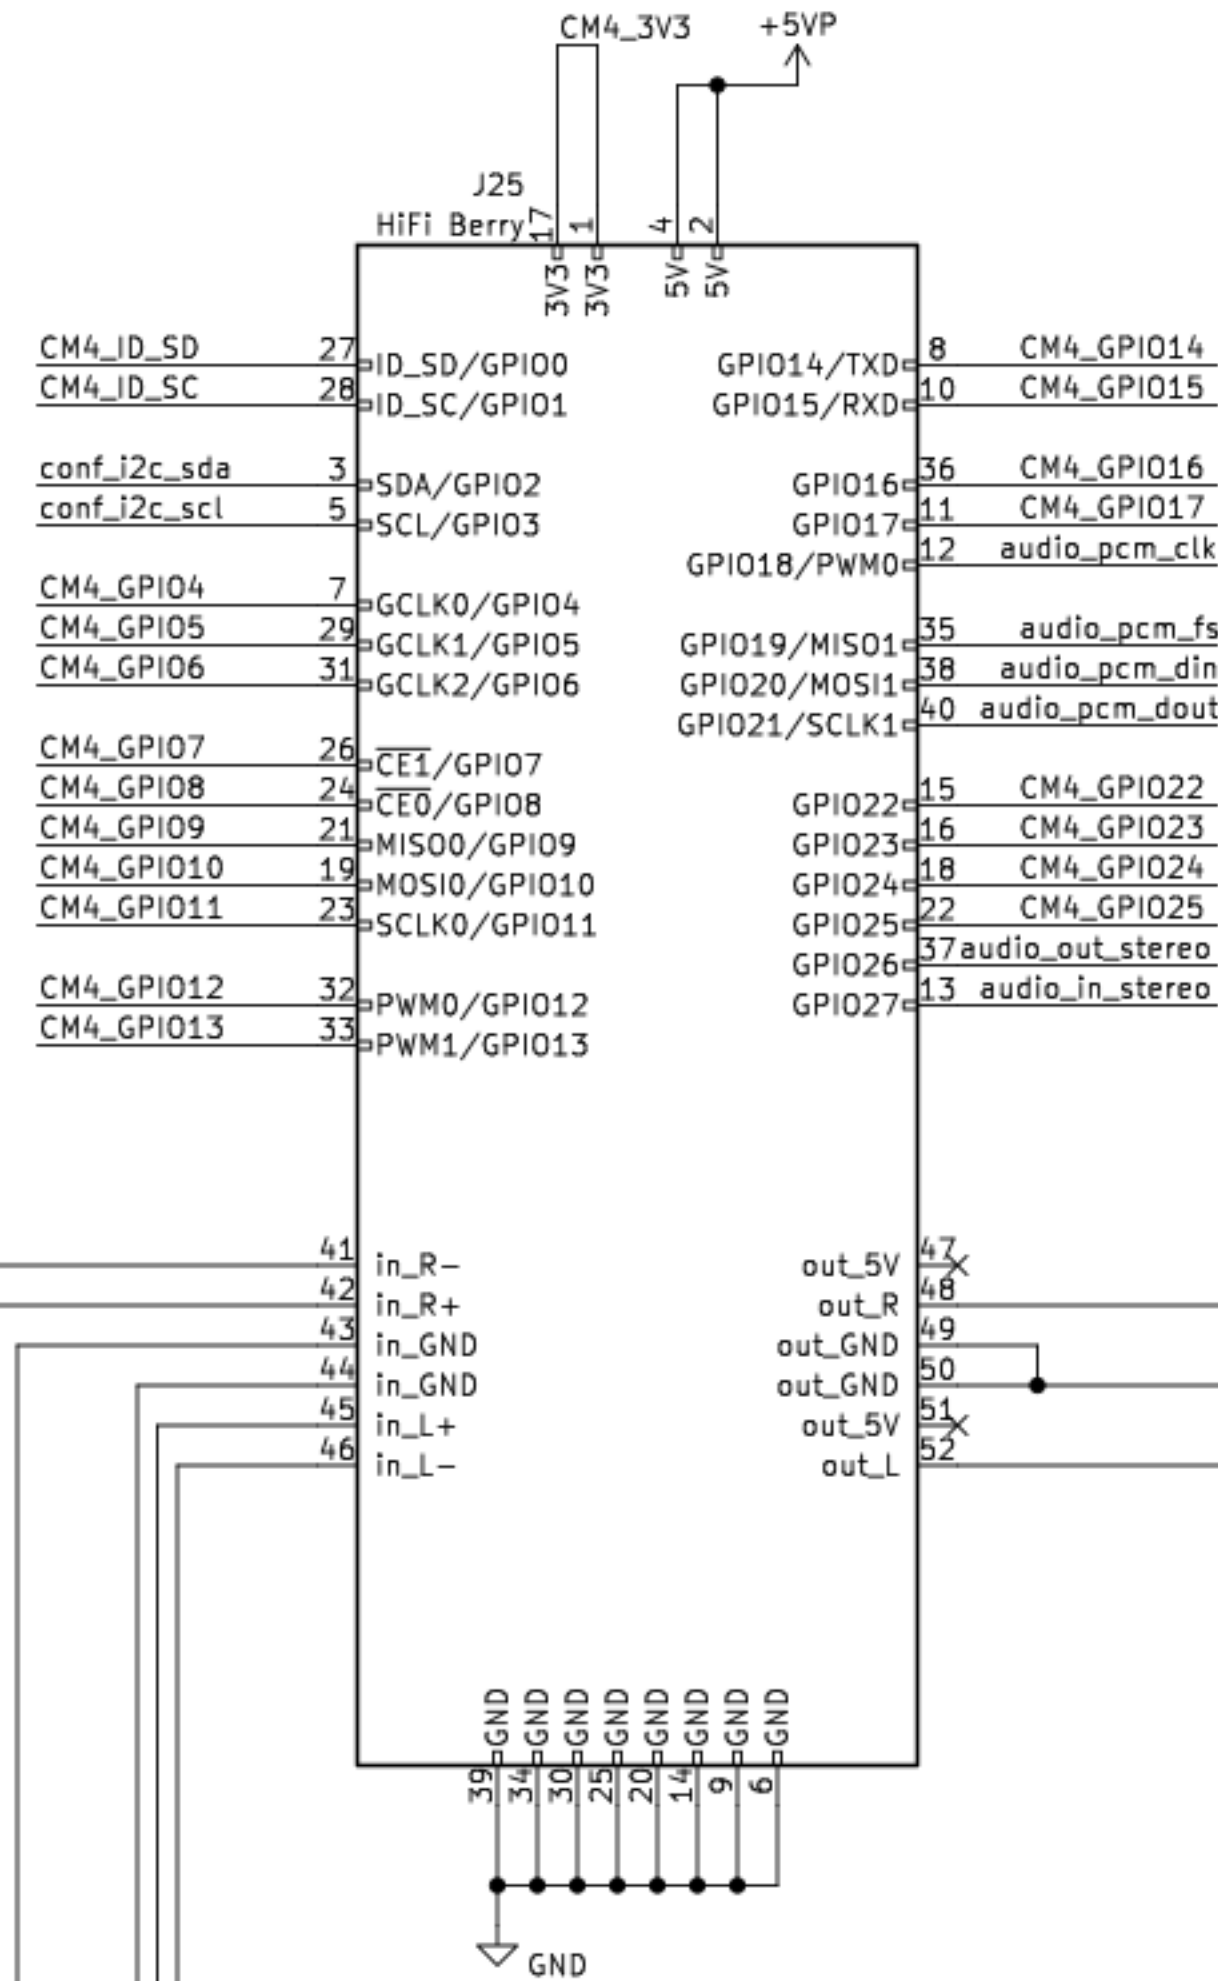 CM4_3V3 +5VP
J25
HiFi Berry 17 1 4 2
3V3 3V3 5V 5V
CM4_ID_SD 27 ID_SD/GPIO0 GPIO14/TXD 8 CM4_GPIO14
CM4_ID_SC 28 ID_SC/GPIO1 GPIO15/RXD 10 CM4_GPIO15
conf_i2c_sda 3 SDA/GPIO2 GPIO16 36 CM4_GPIO16
conf_i2c_scl 5 SCL/GPIO3 GPIO17 11 CM4_GPIO17
GPIO18/PWM0 12 audio_pcm_clk
CM4_GPIO4 7 GCLK0/GPIO4
CM4_GPIO5 29 GCLK1/GPIO5 GPIO19/MISO1 35 audio_pcm_fs
CM4_GPIO6 31 GCLK2/GPIO6 GPIO20/MOSI1 38 audio_pcm_din
GPIO21/SCLK1 40 audio_pcm_dout
CM4_GPIO7 26 CE1/GPIO7
CM4_GPIO8 24 CE0/GPIO8 GPIO22 15 CM4_GPIO22
CM4_GPIO9 21 MISO0/GPIO9 GPIO23 16 CM4_GPIO23
CM4_GPIO10 19 MOSI0/GPIO10 GPIO24 18 CM4_GPIO24
CM4_GPIO11 23 SCLK0/GPIO11 GPIO25 22 CM4_GPIO25
GPIO26 37 audio_out_stereo
CM4_GPIO12 32 PWM0/GPIO12 GPIO27 13 audio_in_stereo
CM4_GPIO13 33 PWM1/GPIO13
41 in_R- out_5V 47
42 in_R+ out_R 48
43 in_GND out_GND 49
44 in_GND out_GND 50
45 in_L+ out_5V 51
46 in_L- out_L 52
GND GND GND GND GND GND GND GND
39 34 30 25 20 14 9 6
GND